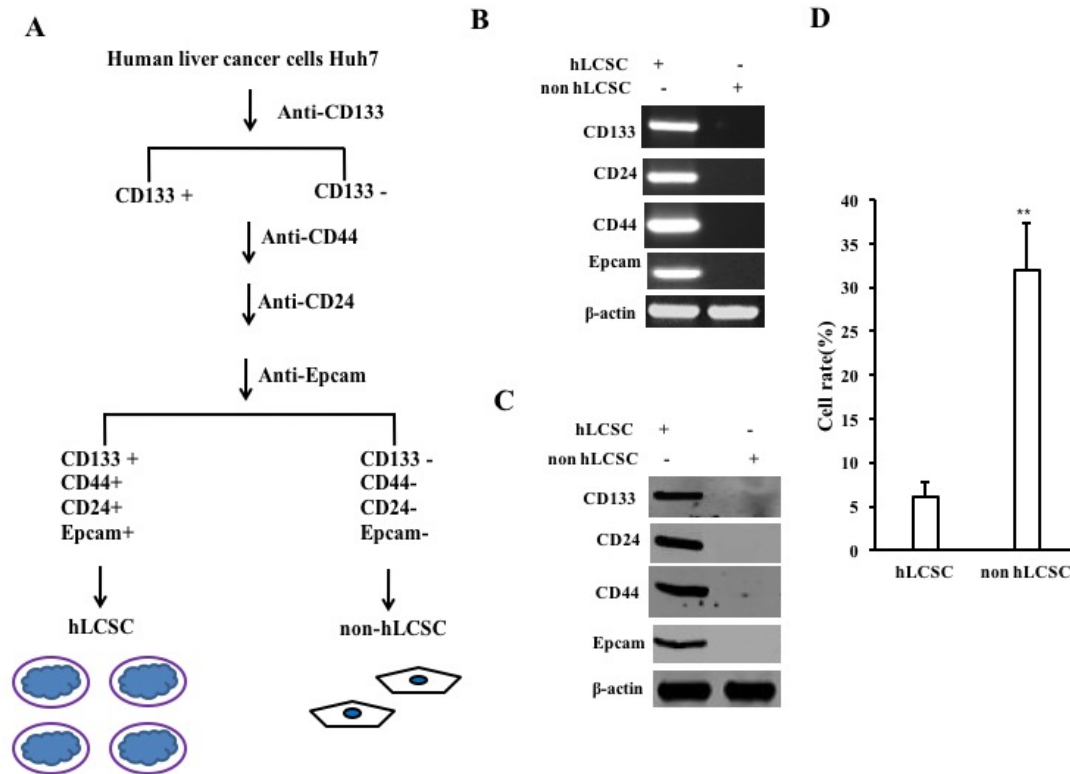 A
Human liver cancer cells Huh7
Anti-CD133
CD133 +
CD133 -
Anti-CD44
Anti-CD24
Anti-Epcam
CD133 +
CD44+
CD24+
Epcam+
CD133 -
CD44-
CD24-
Epcam-
hLCSC
non-hLCSC
B
hLCSC + -
non hLCSC - +
CD133
CD24
CD44
Epcam
β-actin
C
hLCSC + -
non hLCSC - +
CD133
CD24
CD44
Epcam
β-actin
D
Cell rate(%)
40
35
30
25
20
15
10
5
0
**
hLCSC non hLCSC